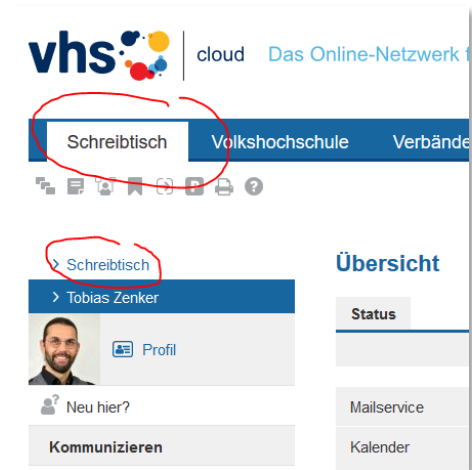 vhs cloud Das Online-Netzwerk f
Schreibtisch Volkshochschule Verbände
> Schreibtisch
Übersicht
> Tobias Zenker
Status
Profil
Neu hier?
Mailservice
Kommunizieren
Kalender